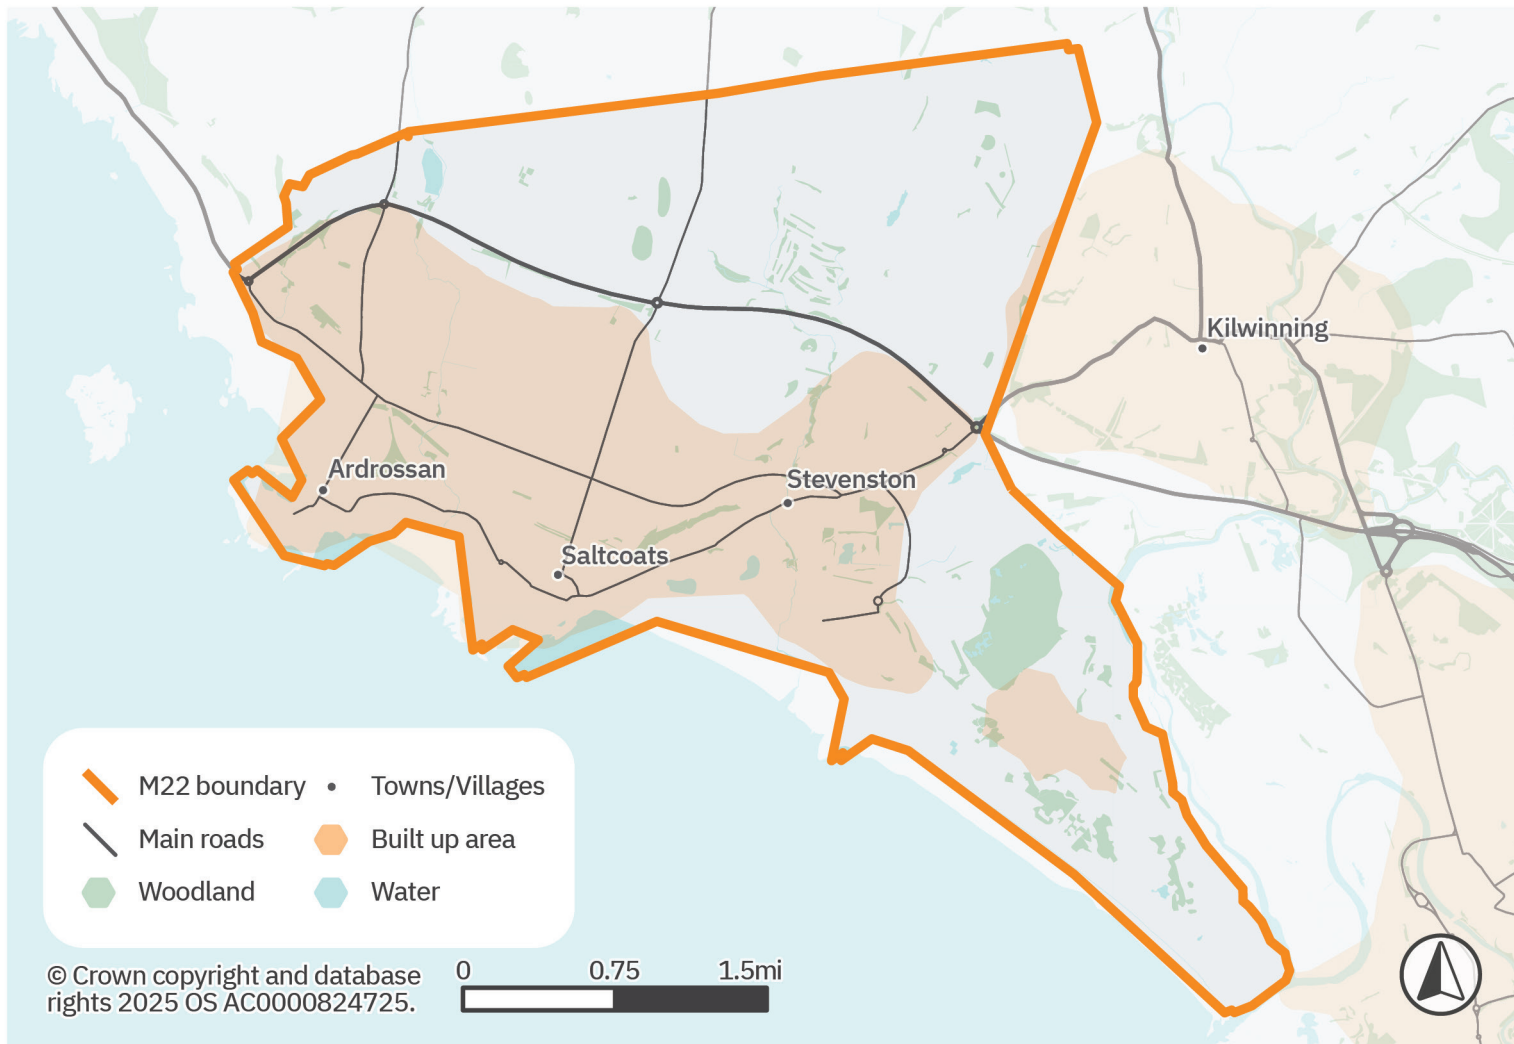 Kilwinning
Ardrossan
Stevenston
Saltcoats
M22 boundary
Towns/Villages
Main roads
Built up area
Woodland
Water
© Crown copyright and database
rights 2025 OS AC0000824725.
0 0.75 1.5mi